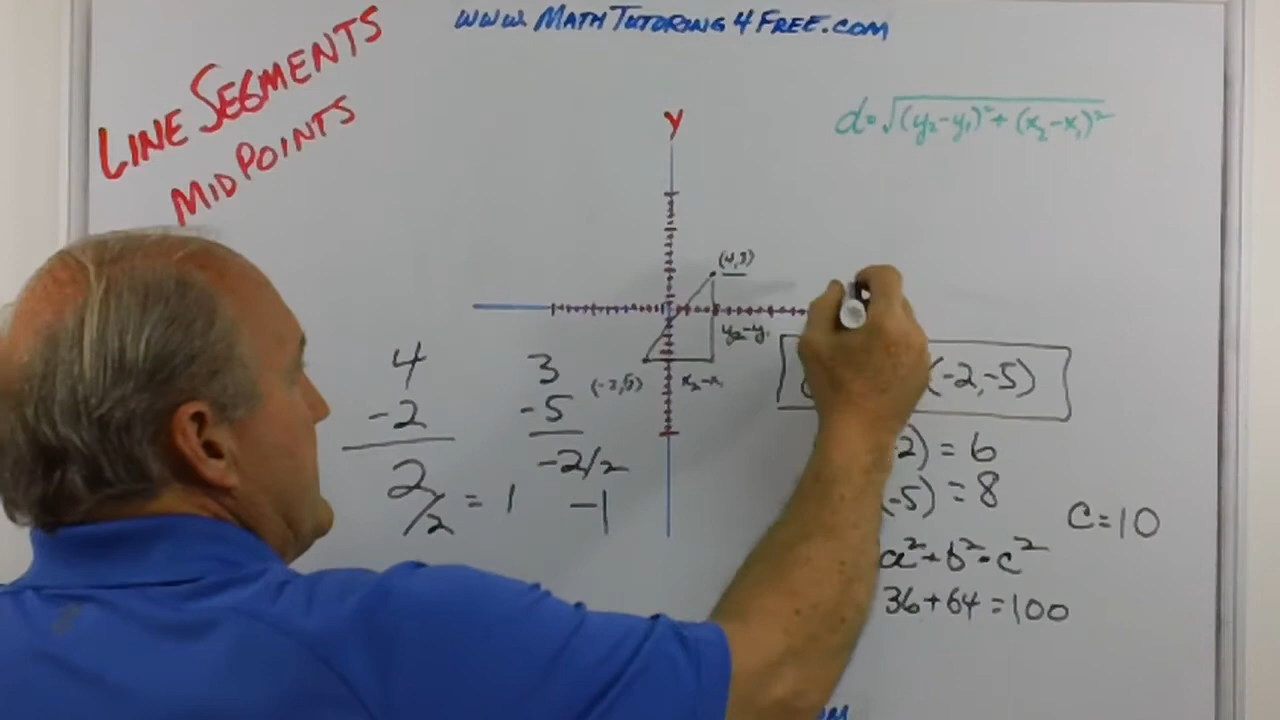 www.MathTutoring4Free.com
LINE SEGMENTS
MIDPOINTS
d=√(y₂-y₁)²+(x₂-x₁)²
y
(4,3)
y₂-y₁
x₂-x₁
4
-2
2/2 = 1
3
-5
-2/2
-1
(-2,-5)
2) = 6
-5) = 8
c=10
a²+b²=c²
36+64=100